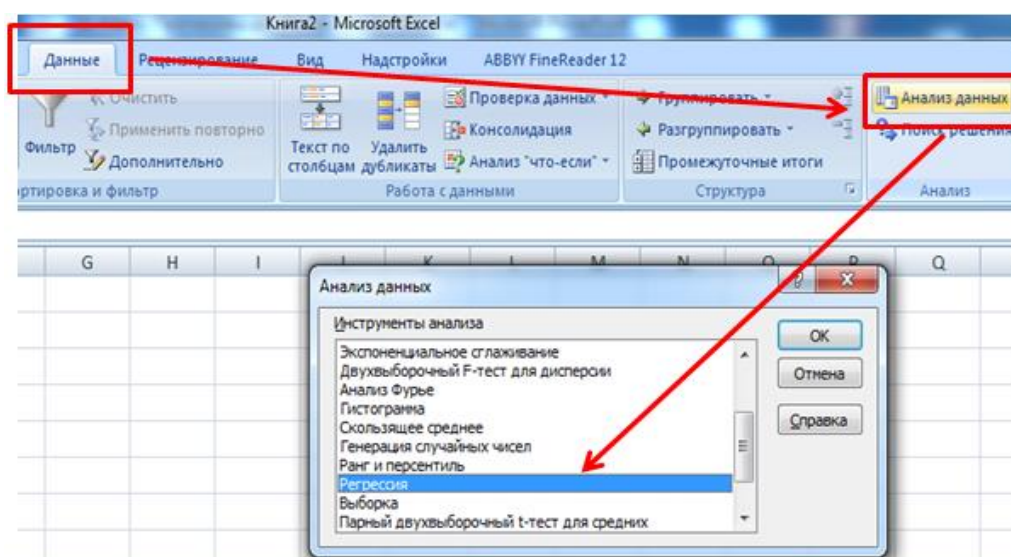 Книга2 - Microsoft Excel
Данные Рецензирование Вид Надстройки ABBYY FineReader 12
Очистить
Применить повторно
Дополнительно
Фильтр
ортировка и фильтр
Текст по столбцам
Удалить дубликаты
Проверка данных
Консолидация
Анализ "что-если"
Работа с данными
Группировать
Разгруппировать
Промежуточные итоги
Структура
Анализ данных
Поиск решения
Анализ
G H I J K L M N O P Q
Анализ данных
Инструменты анализа
Экспоненциальное сглаживание
Двухвыборочный F-тест для дисперсии
Анализ Фурье
Гистограмма
Скользящее среднее
Генерация случайных чисел
Ранг и персентиль
Регрессия
Выборка
Парный двухвыборочный t-тест для средних
OK
Отмена
Справка